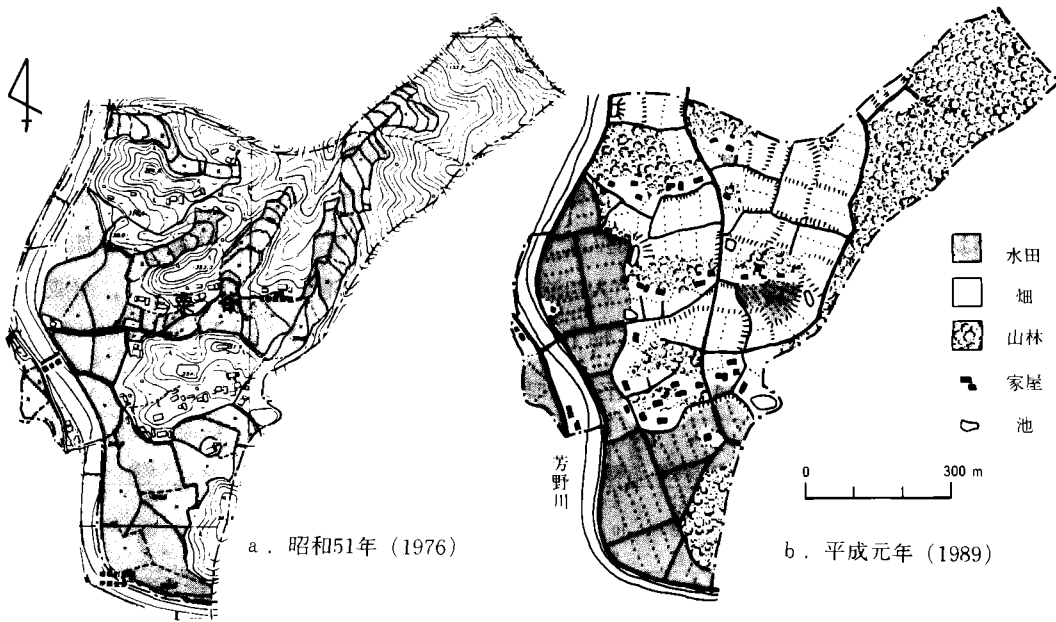 水田
畑
山林
家屋
池
0 300 m
芳野川
a．昭和51年 (1976)
b．平成元年 (1989)